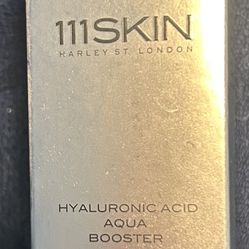 111SKIN
HARLEY ST. LONDON
HYALURONIC ACID
AQUA
BOOSTER